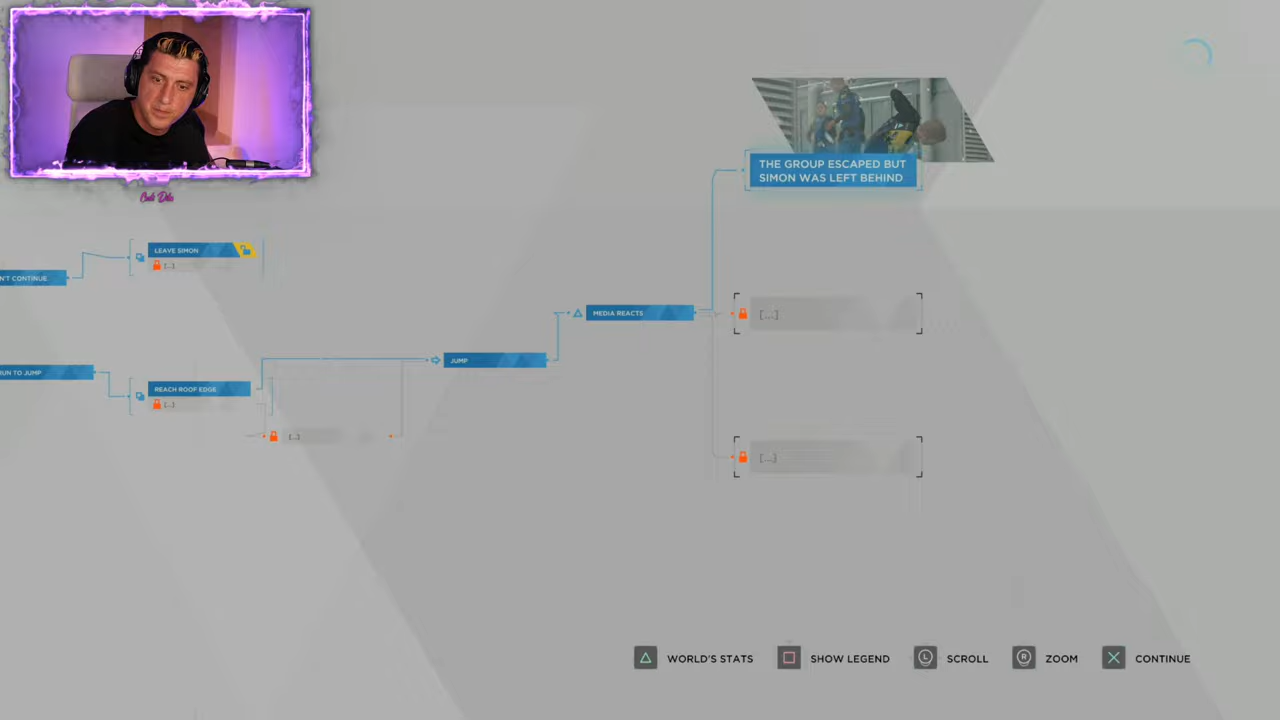 THE GROUP ESCAPED BUT
SIMON WAS LEFT BEHIND
LEAVE SIMON
[...]
N'T CONTINUE
[...]
MEDIA REACTS
JUMP
RUN TO JUMP
REACH ROOF EDGE
[...]
[...]
[...]
WORLD'S STATS
SHOW LEGEND
L
SCROLL
R
ZOOM
CONTINUE